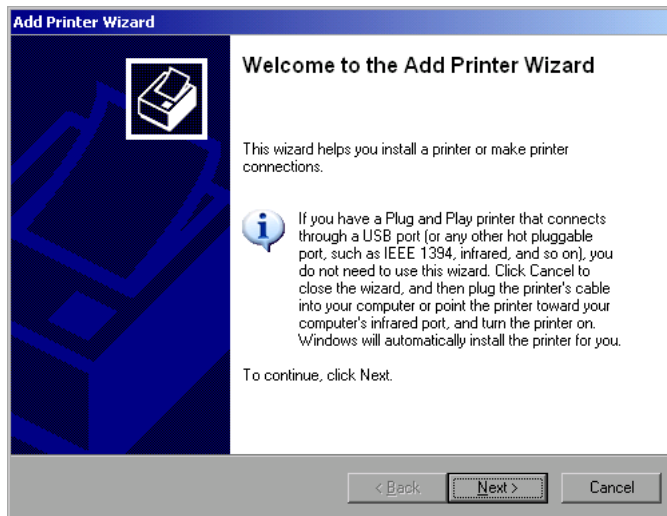 Add Printer Wizard
Welcome to the Add Printer Wizard
This wizard helps you install a printer or make printer
connections.
If you have a Plug and Play printer that connects
through a USB port (or any other hot pluggable
port, such as IEEE 1394, infrared, and so on), you
do not need to use this wizard. Click Cancel to
close the wizard, and then plug the printer's cable
into your computer or point the printer toward your
computer's infrared port, and turn the printer on.
Windows will automatically install the printer for you.
To continue, click Next.
< Back
Next >
Cancel